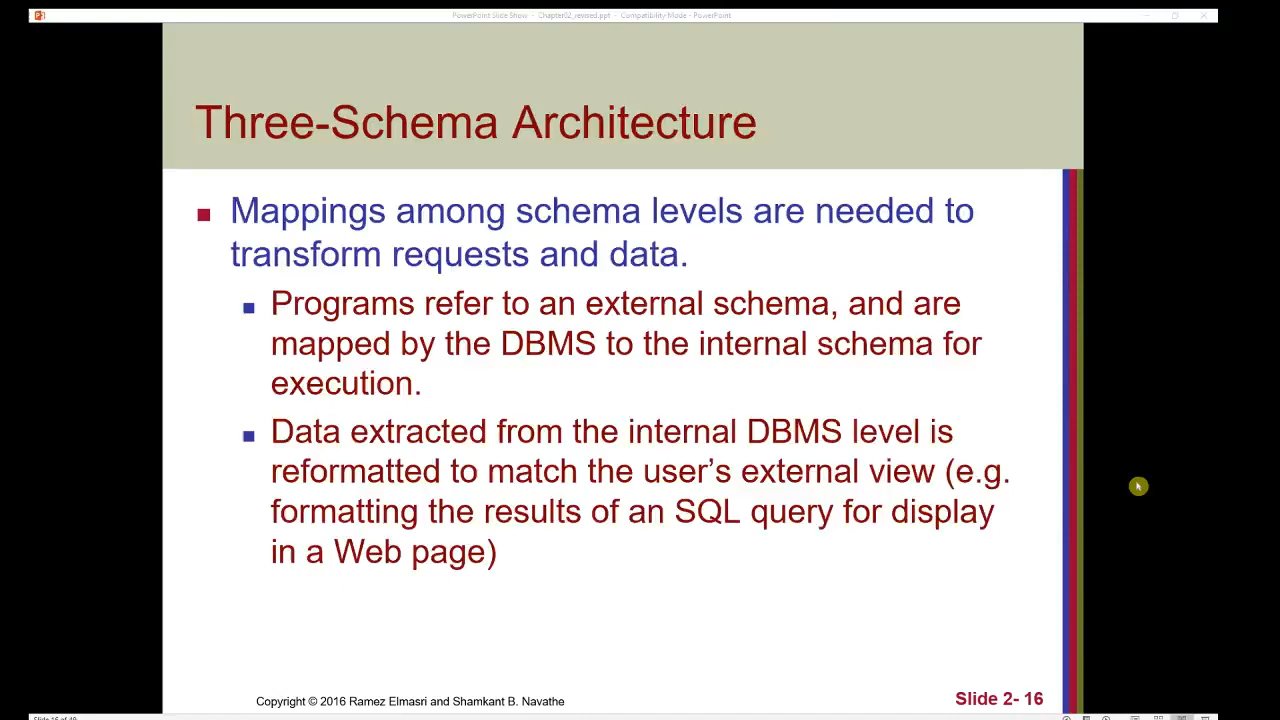 PowerPoint Slide Show - Chapter02_revised.ppt - Compatibility Mode - PowerPoint
Three-Schema Architecture
Mappings among schema levels are needed to
transform requests and data.
Programs refer to an external schema, and are
mapped by the DBMS to the internal schema for
execution.
Data extracted from the internal DBMS level is
reformatted to match the user’s external view (e.g.
formatting the results of an SQL query for display
in a Web page)
Copyright © 2016 Ramez Elmasri and Shamkant B. Navathe
Slide 2- 16